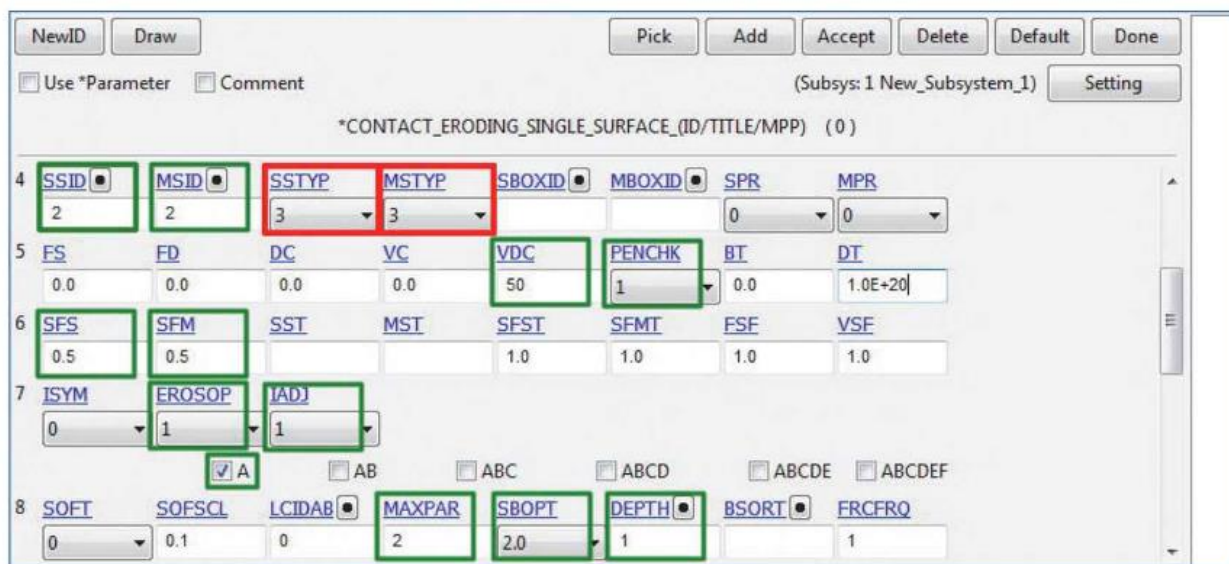 NewID Draw Pick Add Accept Delete Default Done
Use *Parameter Comment (Subsys: 1 New_Subsystem_1) Setting
*CONTACT_ERODING_SINGLE_SURFACE_(ID/TITLE/MPP) (0)
4 SSID MSID SSTYP MSTYP SBOXID MBOXID SPR MPR
2 2 3 3 0 0
5 FS FD DC VC VDC PENCHK BT DT
0.0 0.0 0.0 0.0 50 1 0.0 1.0E+20
6 SFS SFM SST MST SFST SFMT FSF VSF
0.5 0.5 1.0 1.0 1.0 1.0
7 ISYM EROSOP IADJ
0 1 1
A AB ABC ABCD ABCDE ABCDEF
8 SOFT SOFSCL LCIDAB MAXPAR SBOPT DEPTH BSORT FRCFRQ
0 0.1 0 2 2.0 1 1